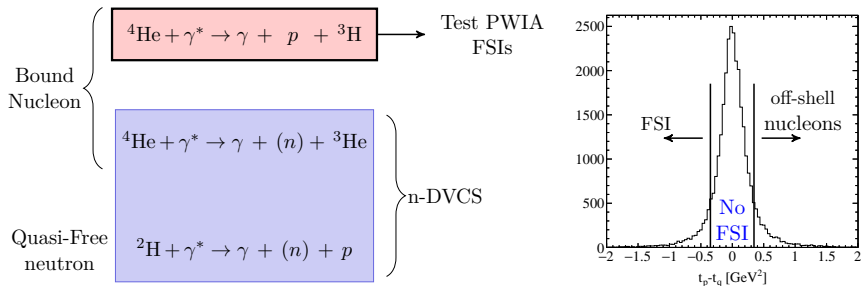 ⁴He + γ* → γ + p + ³H
Test PWIA
FSIs
Bound
Nucleon
⁴He + γ* → γ + (n) + ³He
n-DVCS
Quasi-Free
neutron
²H + γ* → γ + (n) + p
2500
2000
1500
1000
500
0
FSI
off-shell
nucleons
No
FSI
−2 −1.5 −1 −0.5 0 0.5 1 1.5 2
t_p-t_q [GeV²]